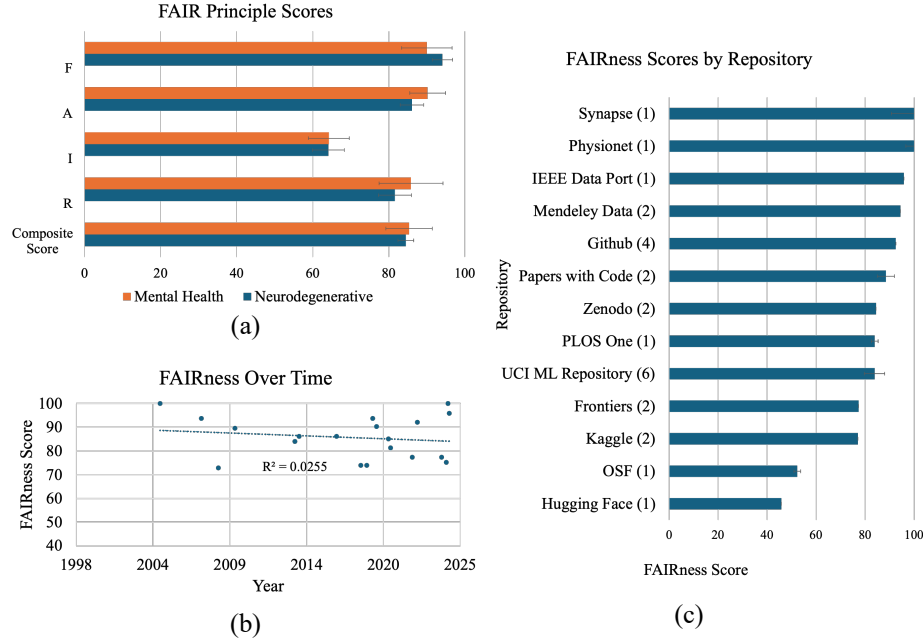 FAIR Principle Scores
F
A
I
R
Composite
Score
0
20
40
60
80
100
Mental Health
Neurodegenerative
(a)
FAIRness Over Time
FAIRness Score
100
90
80
70
60
50
40
R² = 0.0255
1998
2004
2009
2014
2020
2025
Year
(b)
FAIRness Scores by Repository
Repository
Synapse (1)
Physionet (1)
IEEE Data Port (1)
Mendeley Data (2)
Github (4)
Papers with Code (2)
Zenodo (2)
PLOS One (1)
UCI ML Repository (6)
Frontiers (2)
Kaggle (2)
OSF (1)
Hugging Face (1)
0
20
40
60
80
100
FAIRness Score
(c)